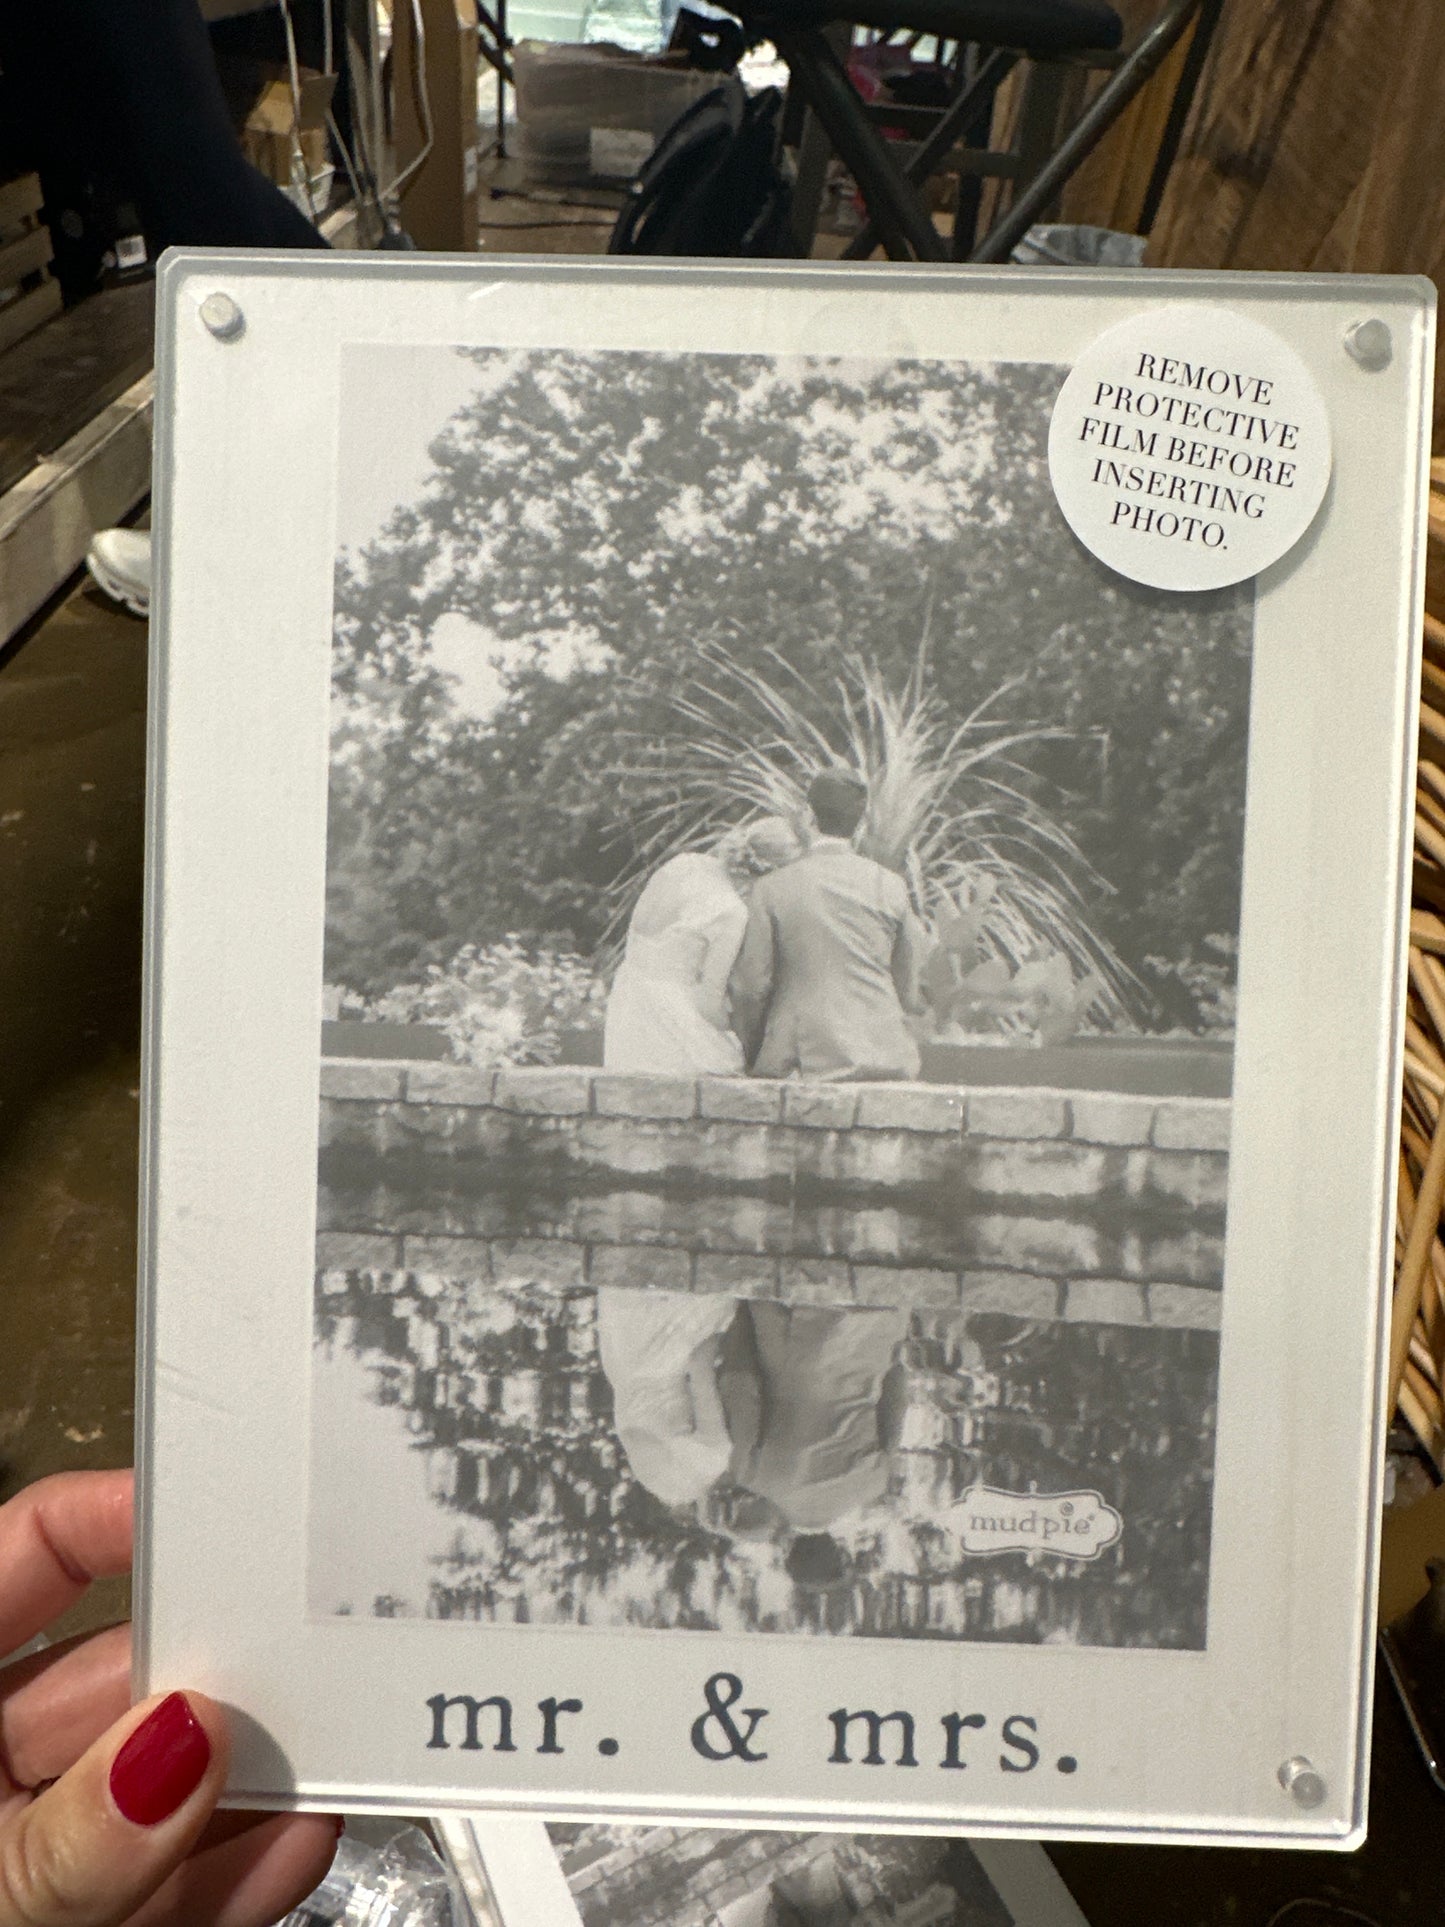 REMOVE
PROTECTIVE
FILM BEFORE
INSERTING
PHOTO.
mudpie
mr. & mrs.